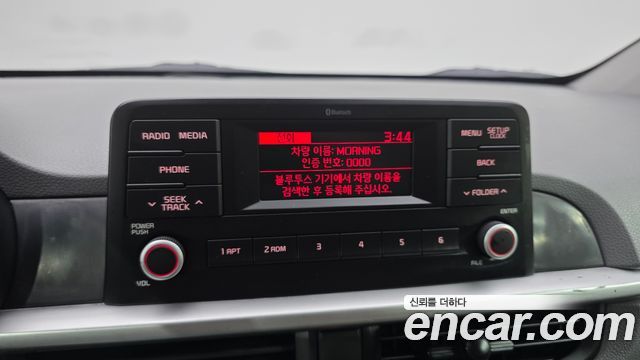 Bluetooth
RADIO MEDIA
PHONE
SEEK TRACK
POWER PUSH
VOL
전화 3:44
차량 이름: MORNING
인증 번호: 0000
블루투스 기기에서 차량 이름을
검색한 후 등록해 주십시오.
MENU SETUP CLOCK
BACK
FOLDER
ENTER
FILE
1 RPT 2 RDM 3 4 5 6
신뢰를 더하다
encar.com